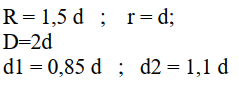 R = 1,5 d ; r = d;
D=2d
d1 = 0,85 d ; d2 = 1,1 d